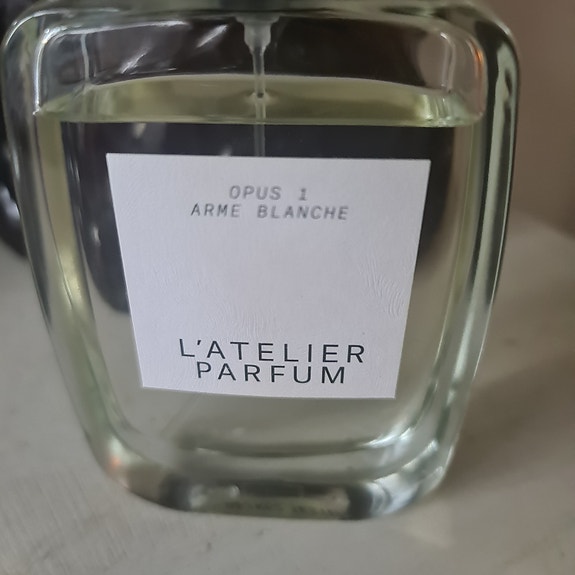 OPUS 1
ARME BLANCHE
L'ATELIER
PARFUM